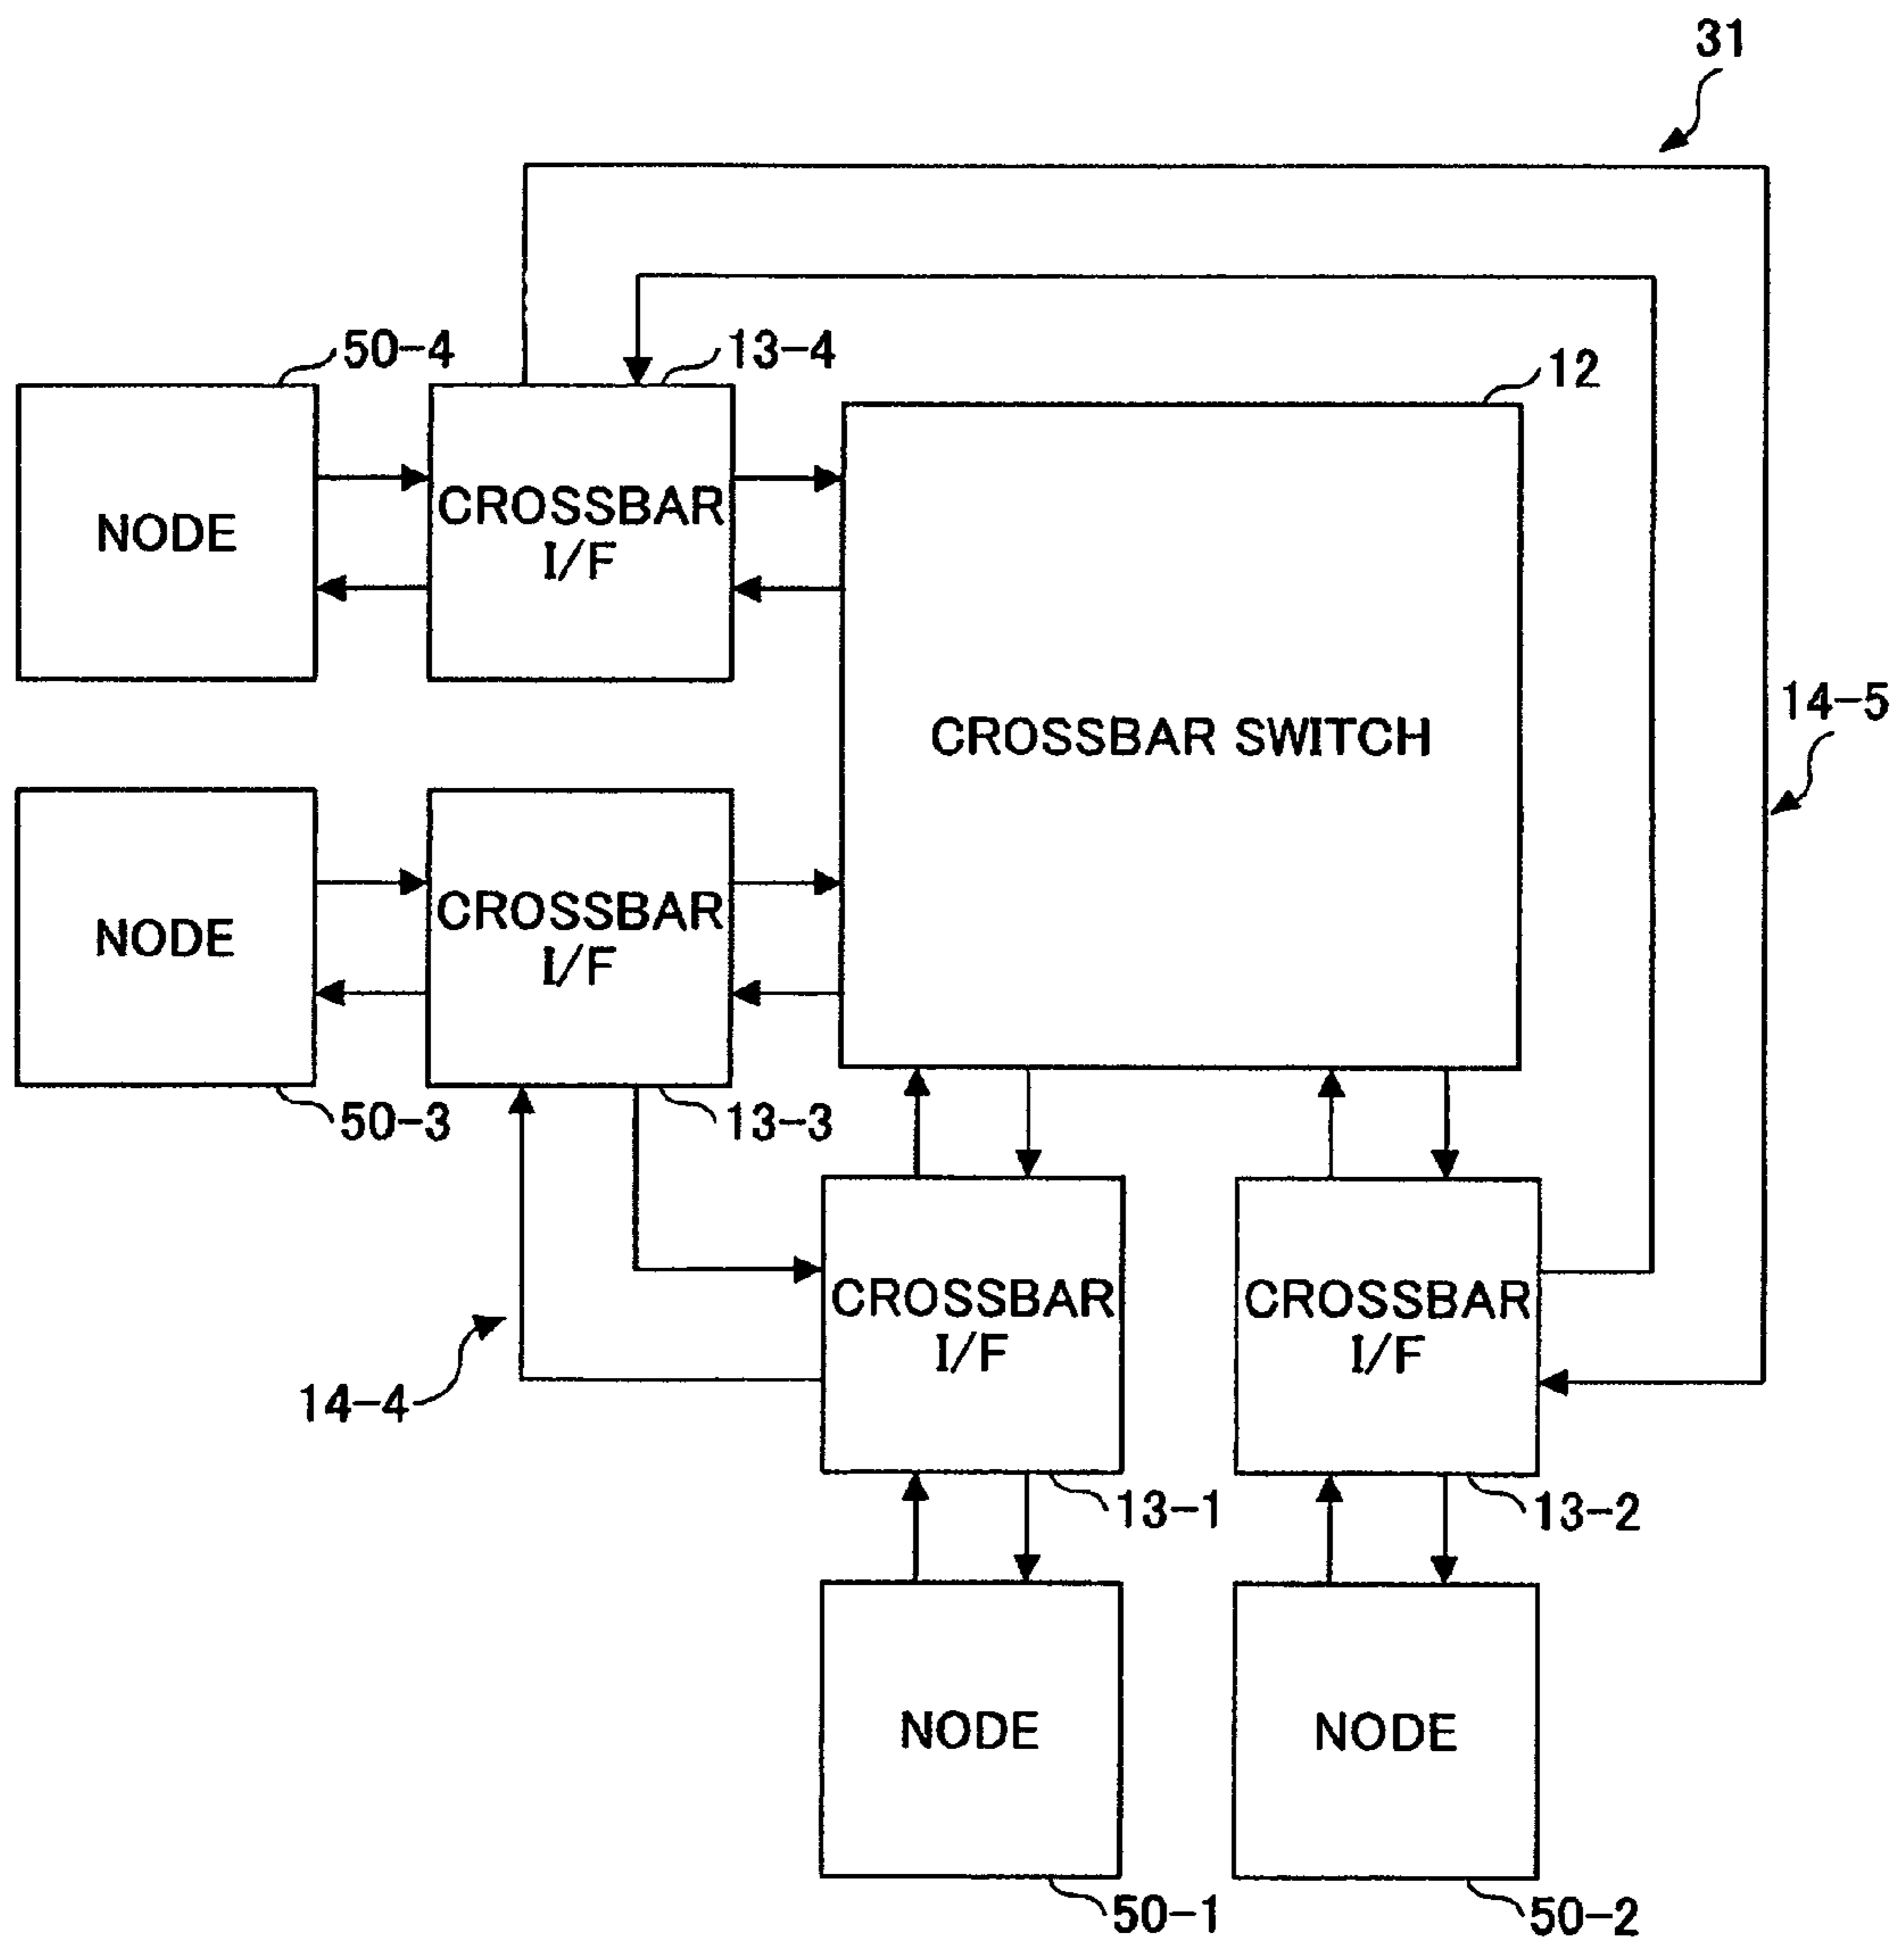 31
50-4
13-4
12
NODE
CROSSBAR
I/F
CROSSBAR SWITCH
14-5
NODE
CROSSBAR
I/F
50-3
13-3
14-4
CROSSBAR
I/F
CROSSBAR
I/F
13-1
13-2
NODE
NODE
50-1
50-2